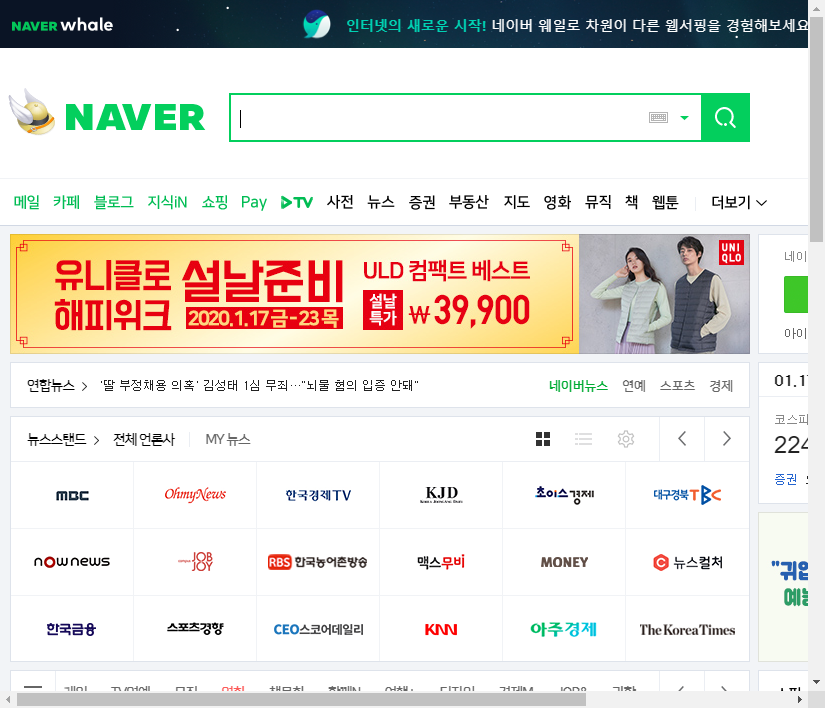 NAVER whale
인터넷의 새로운 시작! 네이버 웨일로 차원이 다른 웹서핑을 경험해보세요
NAVER
메일 카페 블로그 지식iN 쇼핑 Pay TV 사전 뉴스 증권 부동산 지도 영화 뮤직 책 웹툰 더보기
유니클로 해피위크
설날준비
2020.1.17금-23목
ULD 컴팩트 베스트
설날특가 ₩39,900
UNIQLO
네이
아이
연합뉴스 '딸 부정채용 의혹' 김성태 1심 무죄…"뇌물 혐의 입증 안돼"
네이버뉴스 연예 스포츠 경제
01.1
코스피
224
증권
뉴스스탠드 전체 언론사 MY 뉴스
MBC OhmyNews 한국경제TV KJD 초이스경제 대구경북TBC
nownews JOB JOY RBS 한국농어촌방송 맥스무비 MONEY 뉴스컬처
한국금융 스포츠경향 CEO스코어데일리 KNN 아주경제 The Korea Times
"귀업
예능